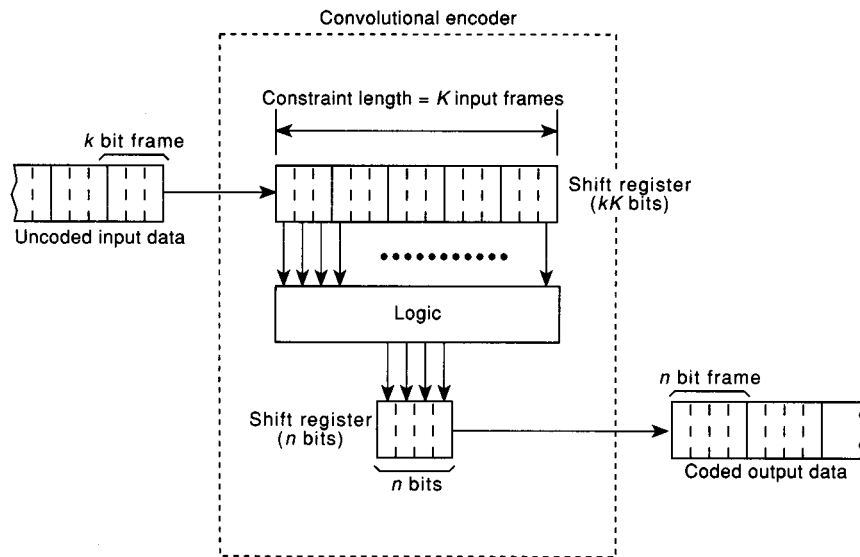 Convolutional encoder
Constraint length = K input frames
k bit frame
Shift register
(kK bits)
Uncoded input data
Logic
n bit frame
Shift register
(n bits)
n bits
Coded output data